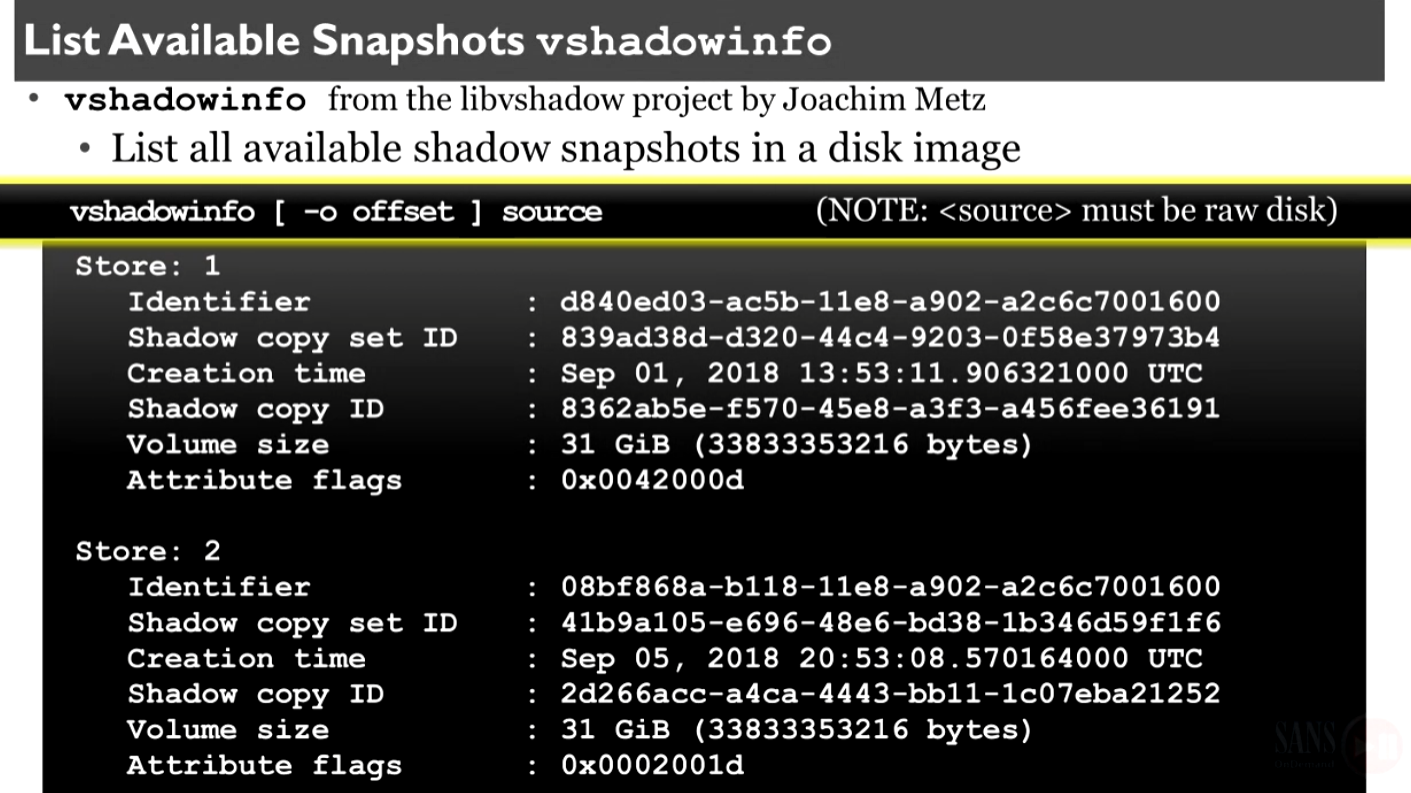 List Available Snapshots vshadowinfo
• vshadowinfo from the libvshadow project by Joachim Metz
• List all available shadow snapshots in a disk image
vshadowinfo [ -o offset ] source (NOTE: <source> must be raw disk)
Store: 1
Identifier : d840ed03-ac5b-11e8-a902-a2c6c7001600
Shadow copy set ID : 839ad38d-d320-44c4-9203-0f58e37973b4
Creation time : Sep 01, 2018 13:53:11.906321000 UTC
Shadow copy ID : 8362ab5e-f570-45e8-a3f3-a456fee36191
Volume size : 31 GiB (33833353216 bytes)
Attribute flags : 0x0042000d
Store: 2
Identifier : 08bf868a-b118-11e8-a902-a2c6c7001600
Shadow copy set ID : 41b9a105-e696-48e6-bd38-1b346d59f1f6
Creation time : Sep 05, 2018 20:53:08.570164000 UTC
Shadow copy ID : 2d266acc-a4ca-4443-bb11-1c07eba21252
Volume size : 31 GiB (33833353216 bytes)
SANS
Attribute flags : 0x0002001d